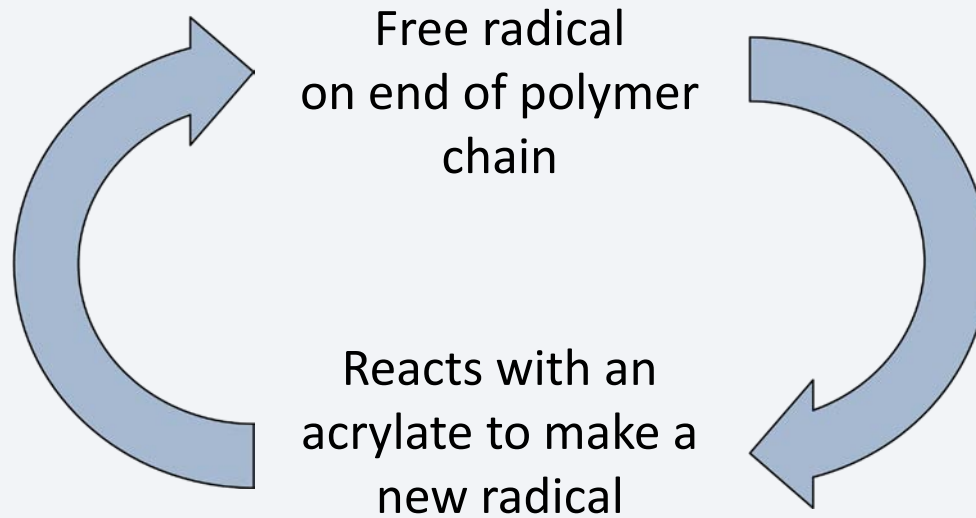 Free radical
on end of polymer
chain
Reacts with an
acrylate to make a
new radical